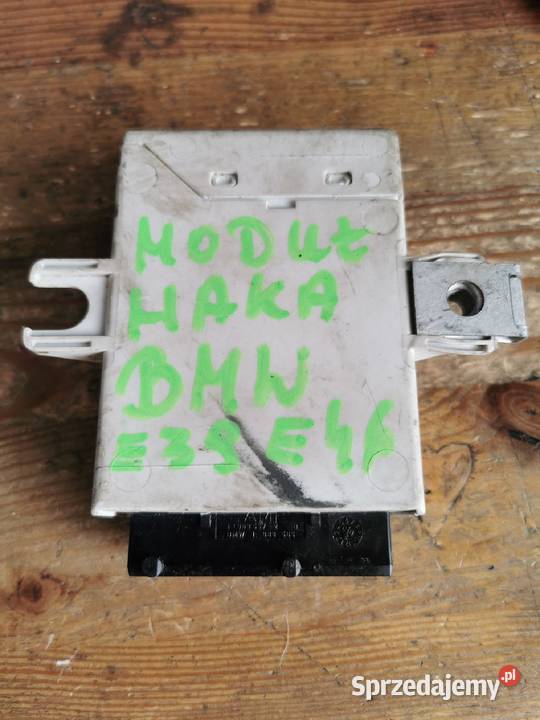 MODUŁ
HAKA
BMW
E39 E46
Sprzedajemy.pl